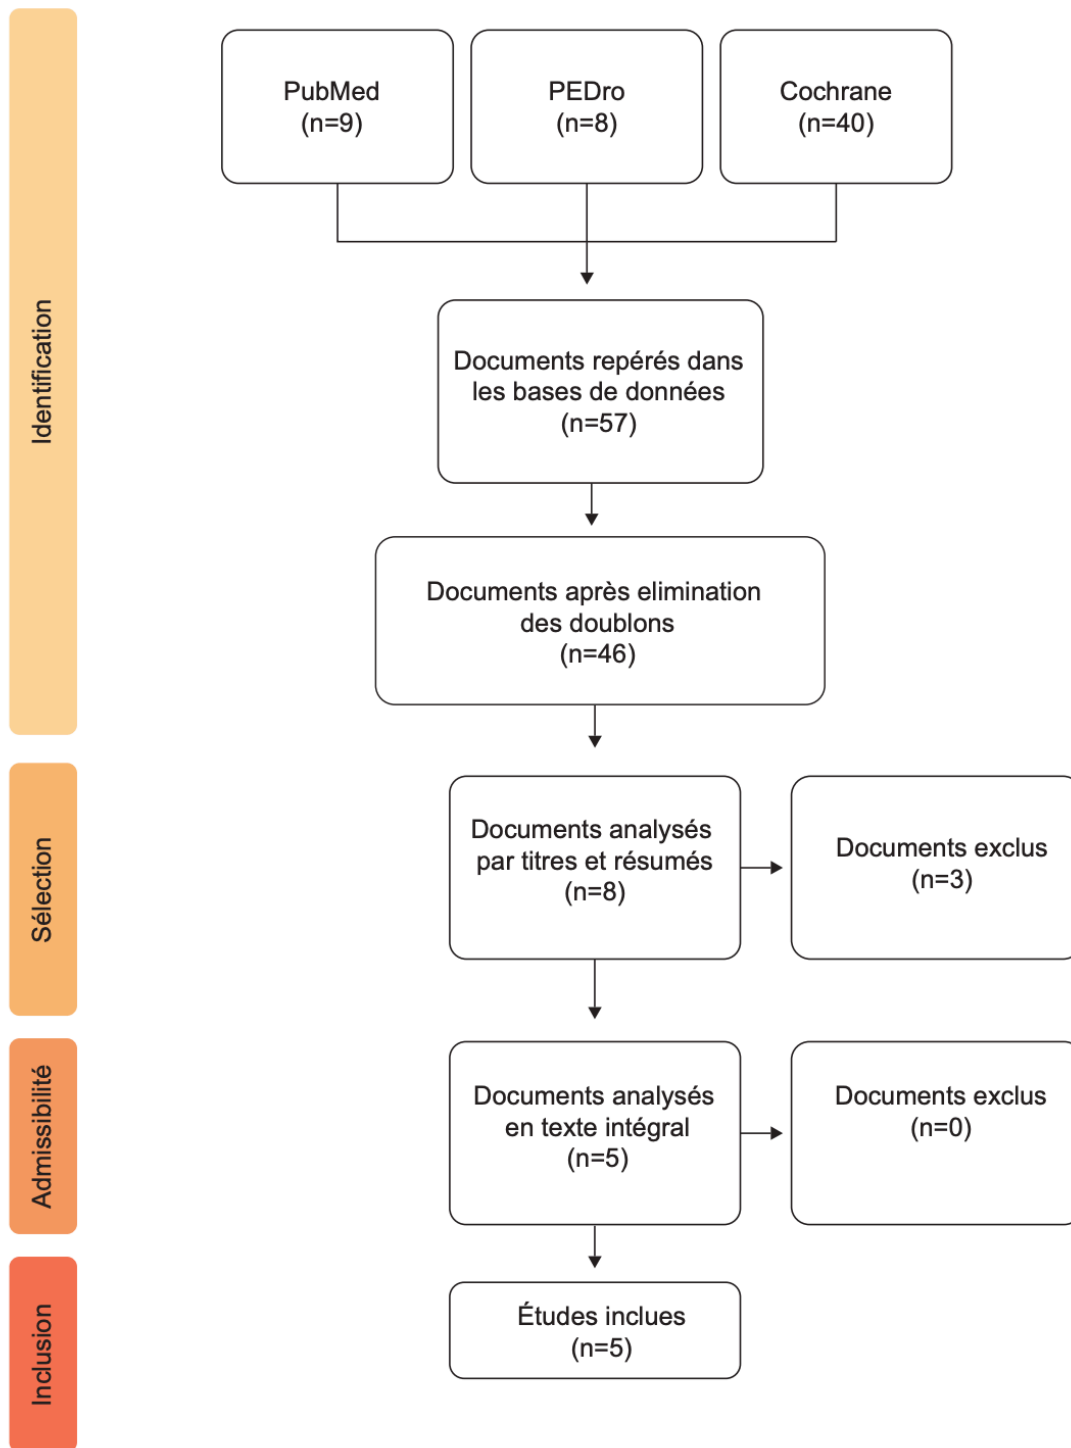 Identification
PubMed
(n=9)
PEDro
(n=8)
Cochrane
(n=40)
Documents repérés dans
les bases de données
(n=57)
Documents après elimination
des doublons
(n=46)
Sélection
Documents analysés
par titres et résumés
(n=8)
Documents exclus
(n=3)
Admissibilité
Documents analysés
en texte intégral
(n=5)
Documents exclus
(n=0)
Inclusion
Études inclues
(n=5)